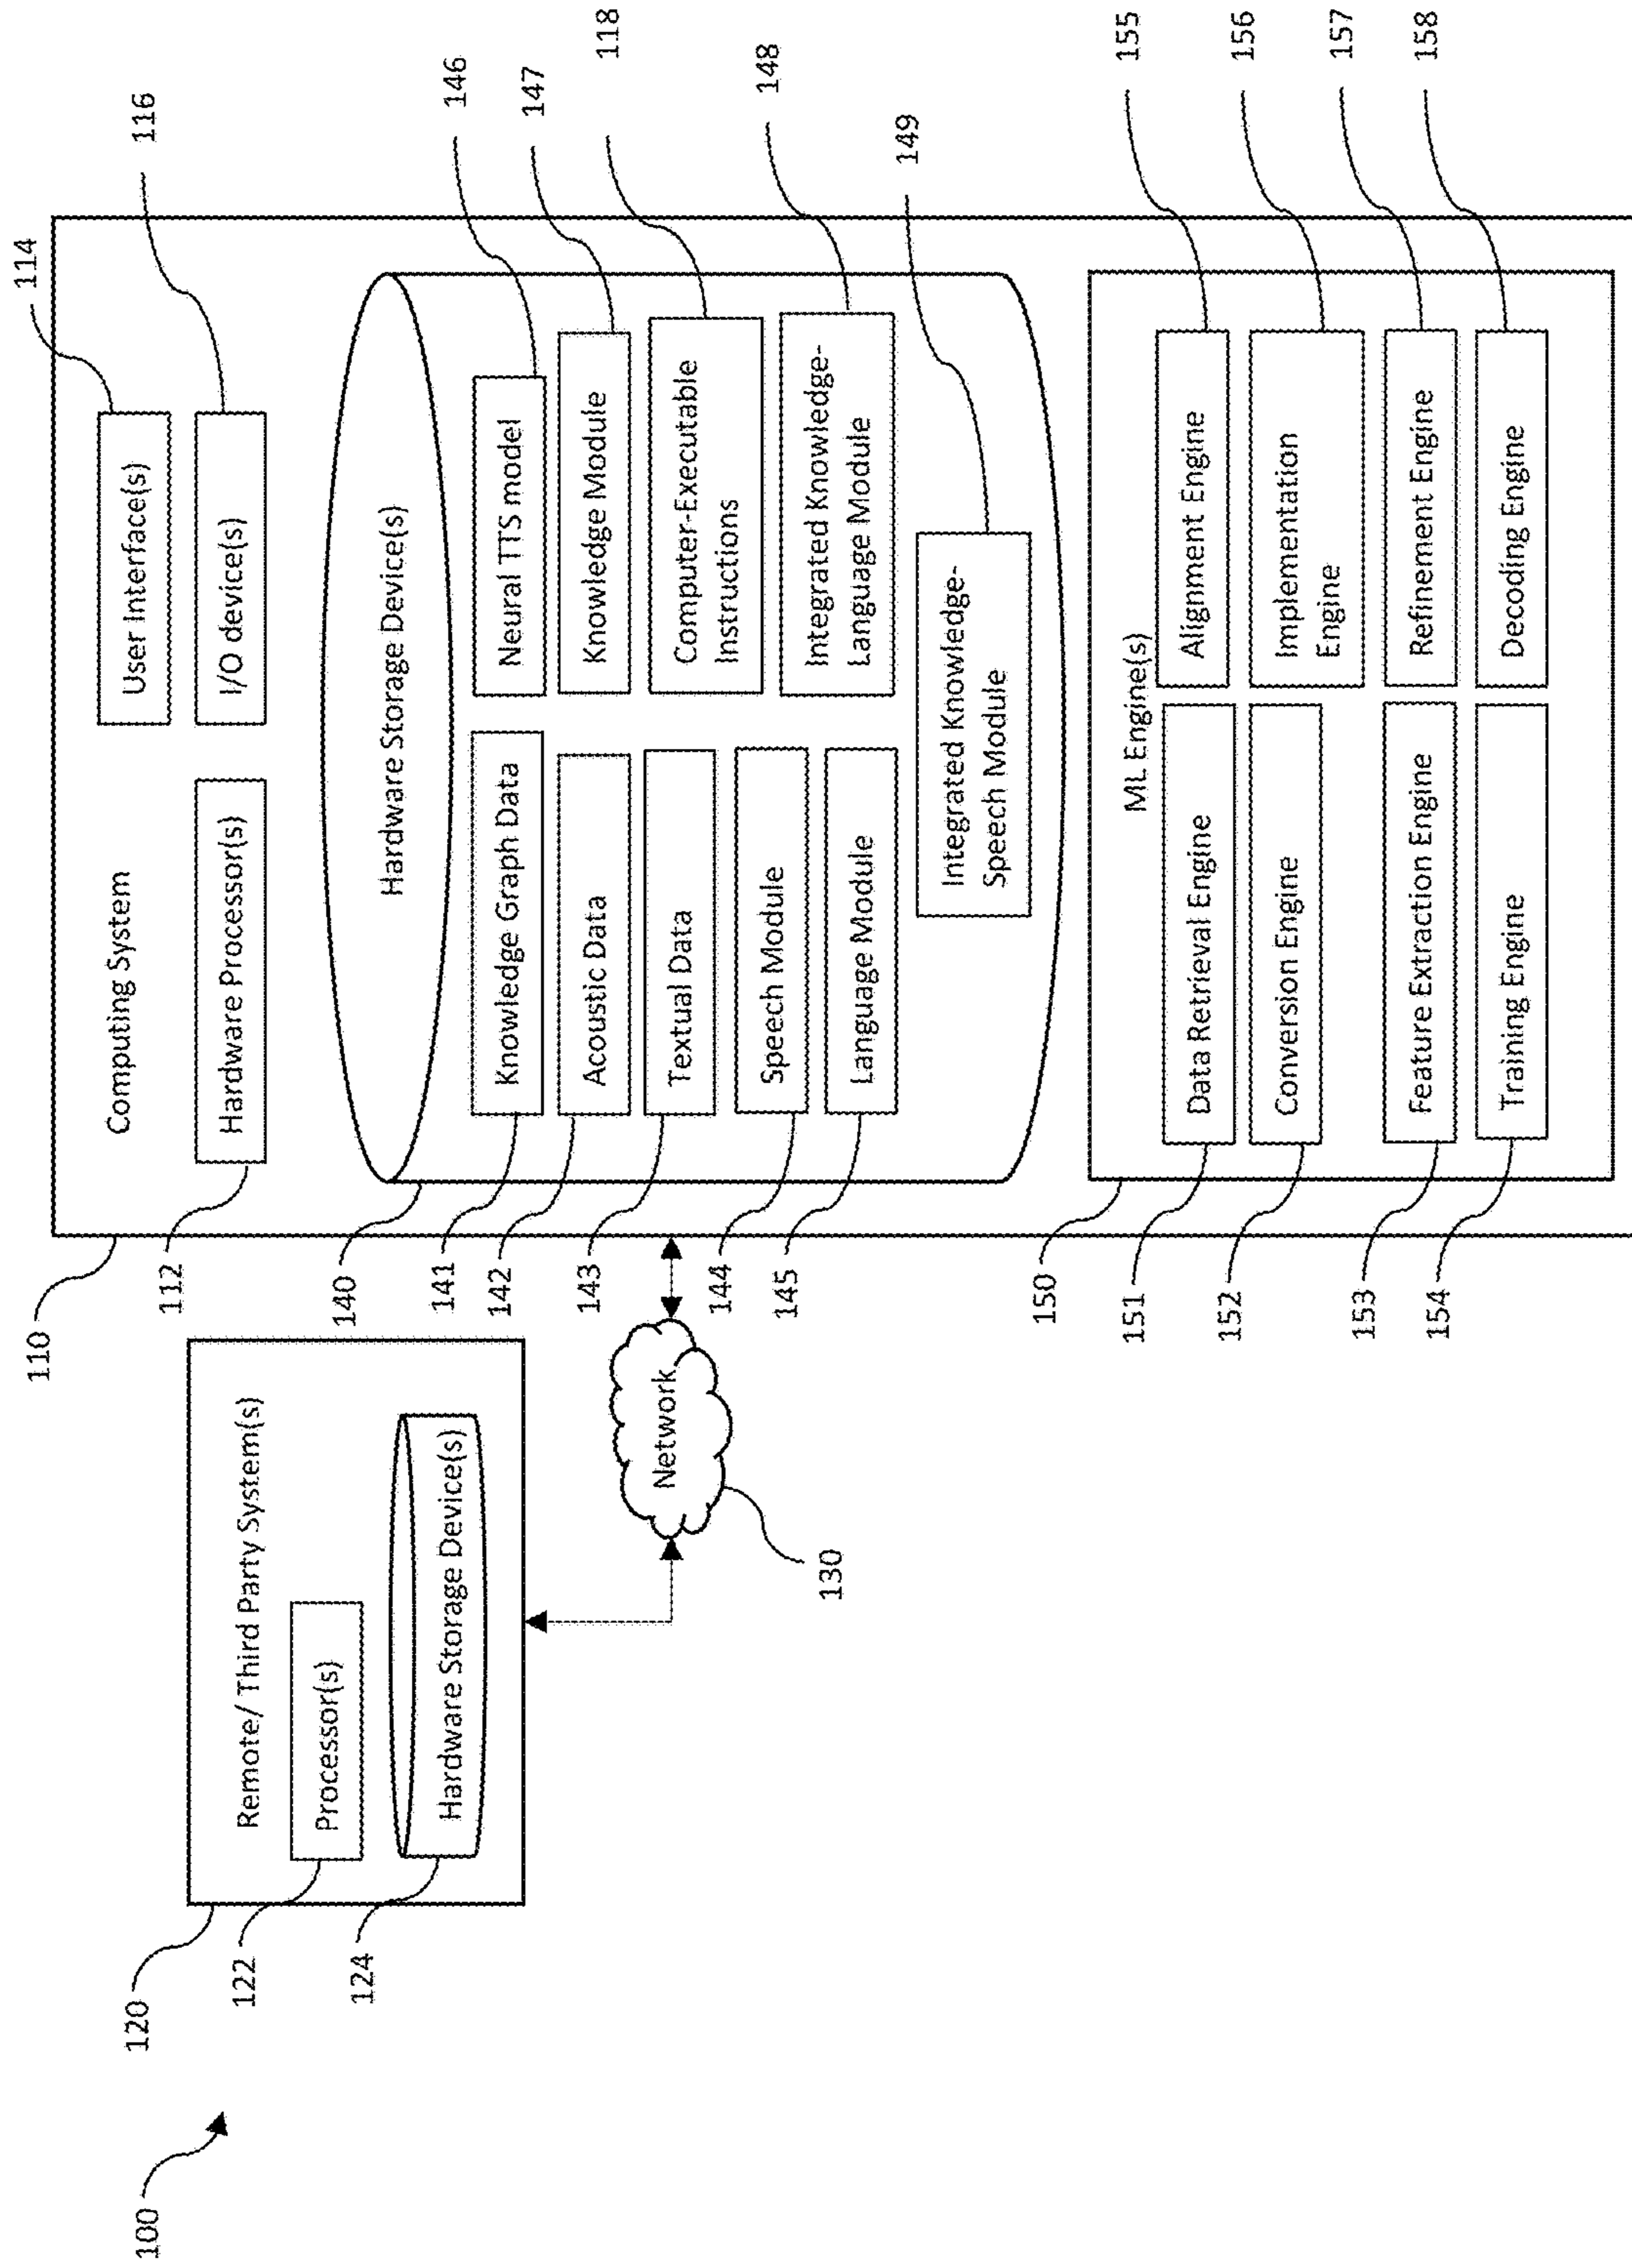 100
120
Remote/ Third Party System(s)
122
Processor(s)
124
Hardware Storage Device(s)
Network
130
110
Computing System
112
Hardware Processor(s)
114
User Interface(s)
116
I/O device(s)
140
Hardware Storage Device(s)
141
Knowledge Graph Data
142
Acoustic Data
143
Textual Data
144
Speech Module
145
Language Module
146
Neural TTS model
147
Knowledge Module
118
Computer-Executable
Instructions
148
Integrated Knowledge-
Language Module
149
Integrated Knowledge-
Speech Module
150
ML Engine(s)
151
Data Retrieval Engine
152
Conversion Engine
153
Feature Extraction Engine
154
Training Engine
155
Alignment Engine
156
Implementation
Engine
157
Refinement Engine
158
Decoding Engine